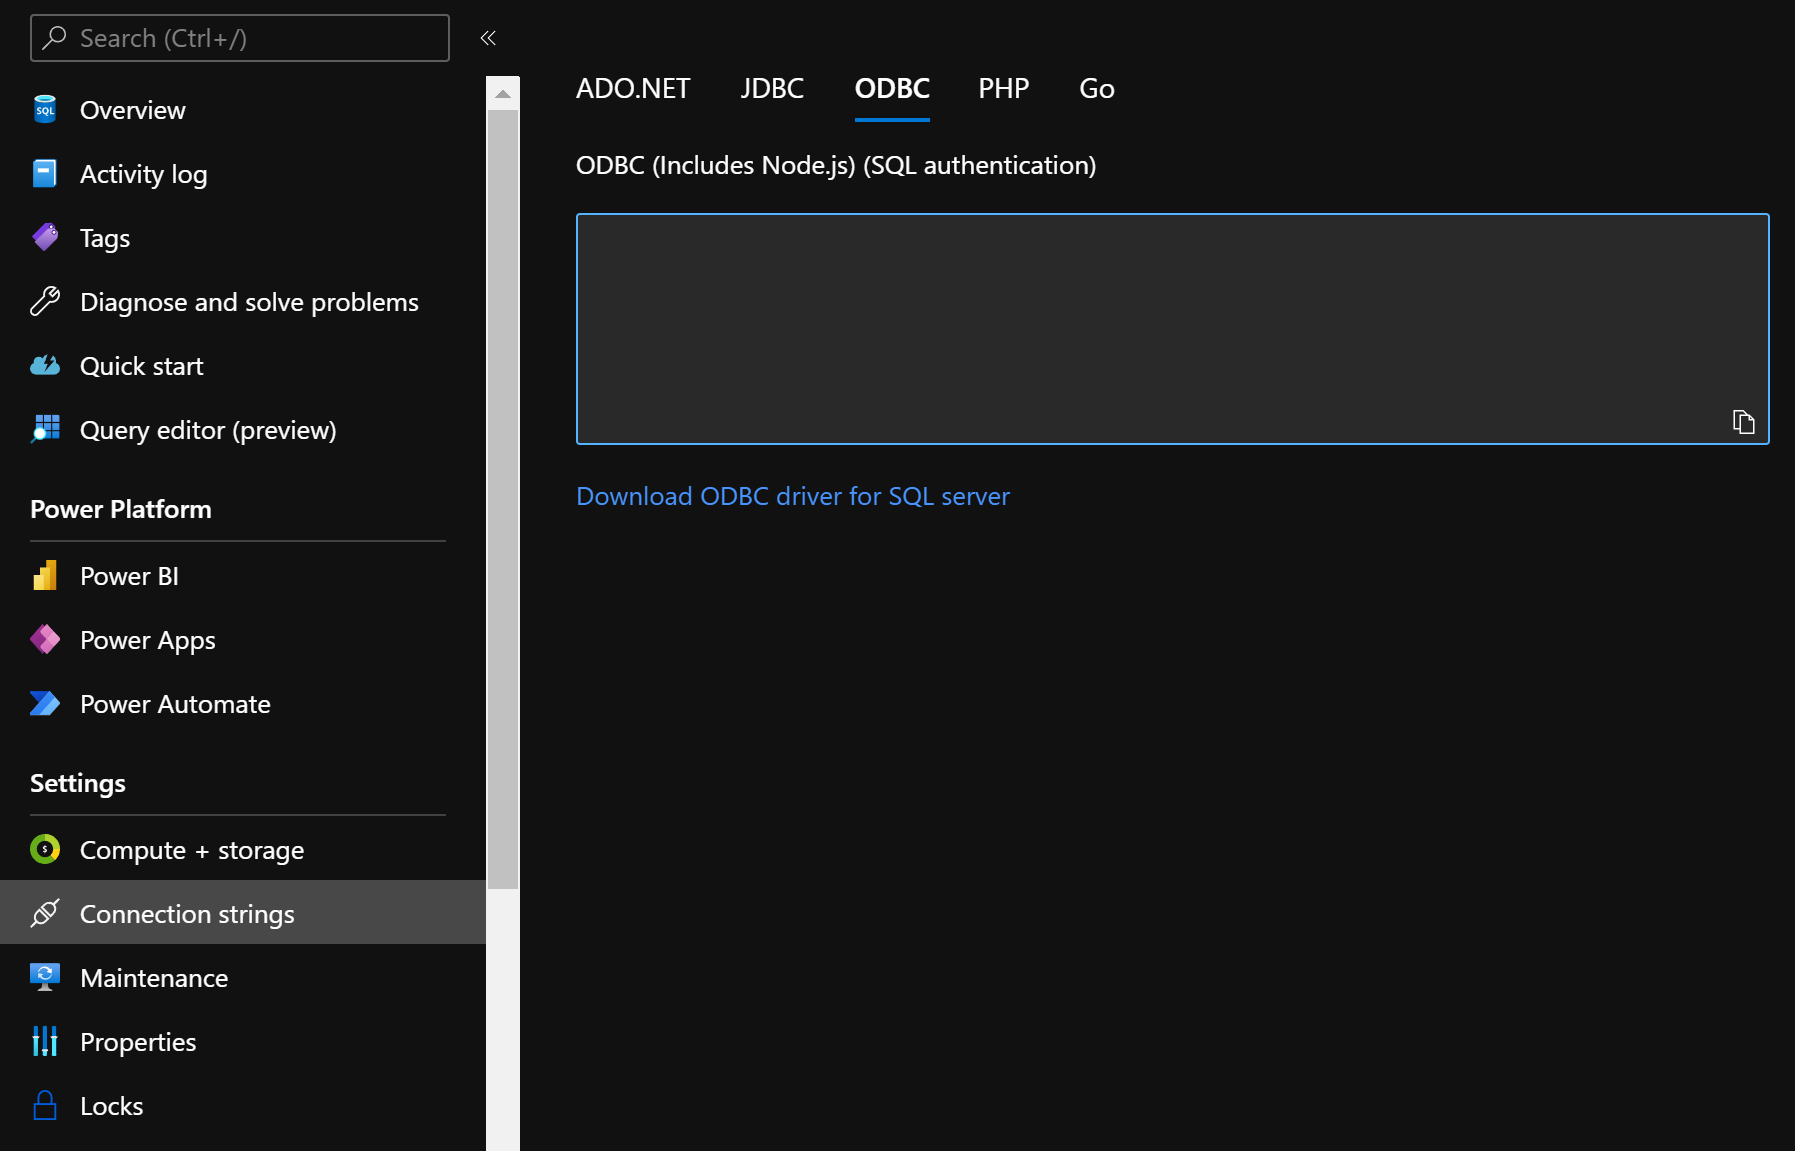 Search (Ctrl+/)
«
Overview
Activity log
Tags
Diagnose and solve problems
Quick start
Query editor (preview)
Power Platform
Power BI
Power Apps
Power Automate
Settings
Compute + storage
Connection strings
Maintenance
Properties
Locks
ADO.NET JDBC ODBC PHP Go
ODBC (Includes Node.js) (SQL authentication)
Download ODBC driver for SQL server